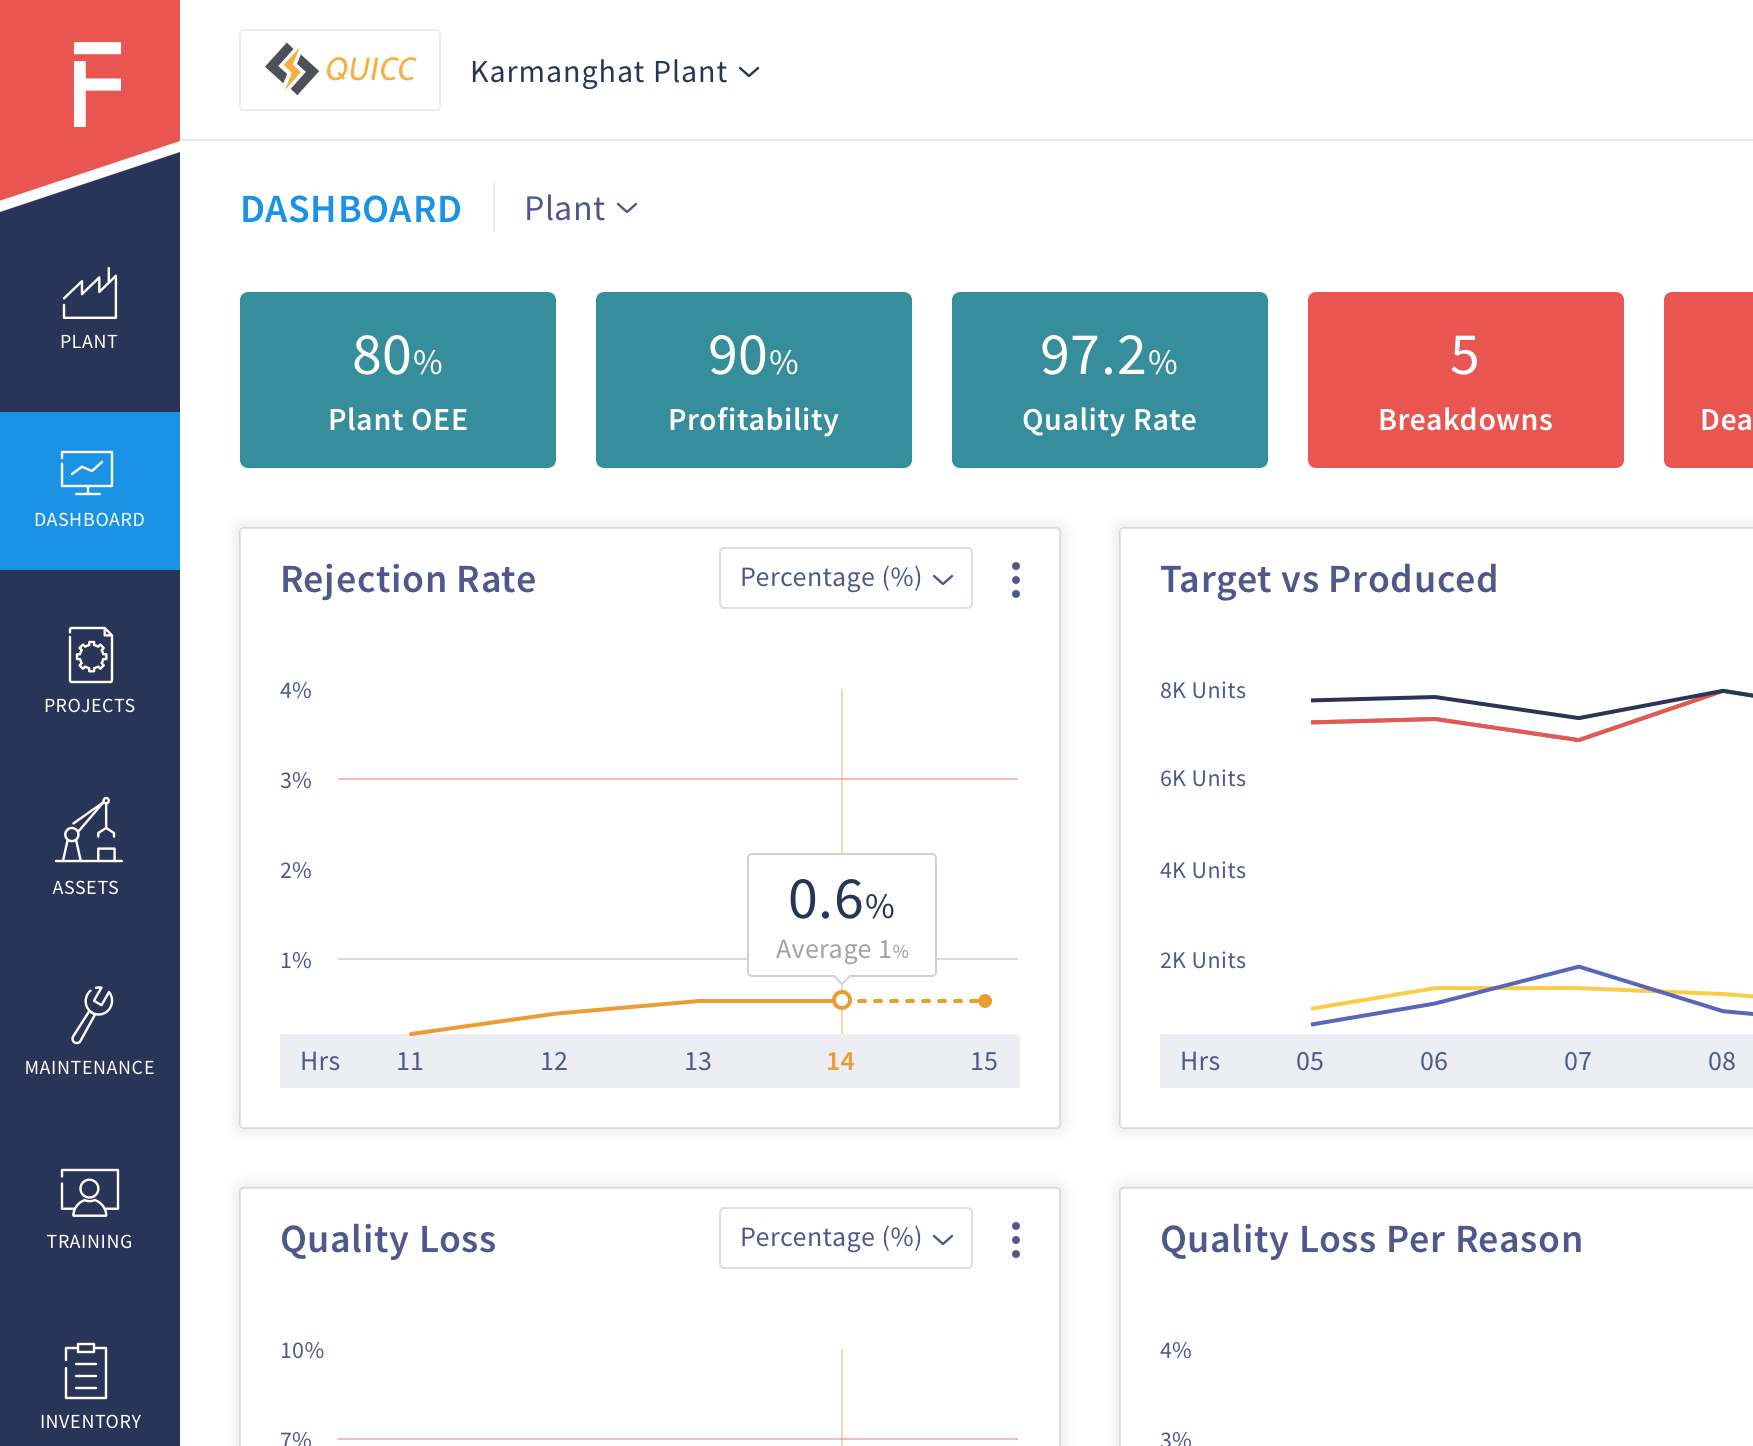 F
QUICC
Karmanghat Plant
DASHBOARD
Plant
PLANT
DASHBOARD
PROJECTS
ASSETS
MAINTENANCE
TRAINING
INVENTORY
80%
Plant OEE
90%
Profitability
97.2%
Quality Rate
5
Breakdowns
Rejection Rate
Percentage (%)
4%
3%
2%
1%
0.6%
Average 1%
Hrs 11 12 13 14 15
Target vs Produced
8K Units
6K Units
4K Units
2K Units
Hrs 05 06 07 08
Quality Loss
Percentage (%)
10%
7%
Quality Loss Per Reason
4%
3%